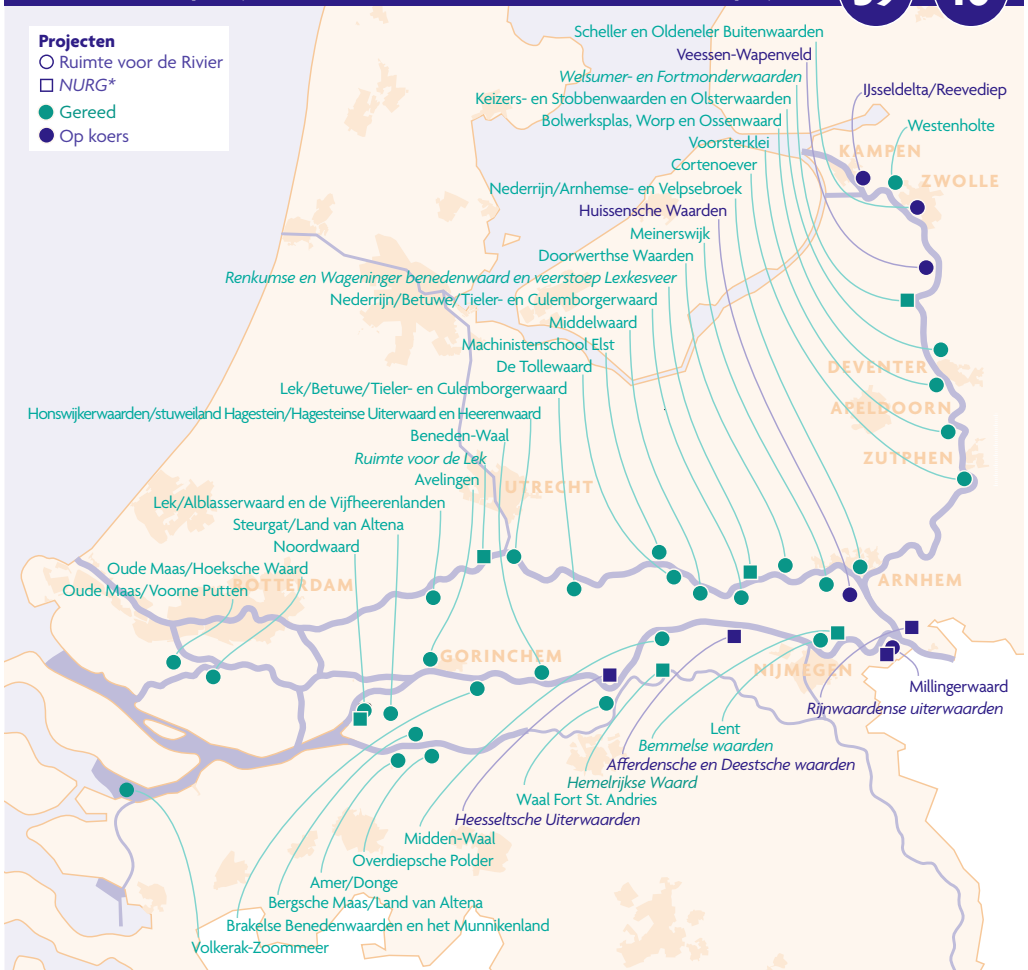 Projecten
Ruimte voor de Rivier
NURG*
Gereed
Op koers
Scheller en Oldeneler Buitenwaarden
Veessen-Wapenveld
Welsumer- en Fortmonderwaarden
Keizers- en Stobbenwaarden en Olsterwaarden
Bolwerksplas, Worp en Ossenwaard
Voorsterklei
Cortenoever
Nederrijn/Arnhemse- en Velpsebroek
Huissensche Waarden
Meinerswijk
Doorwerthse Waarden
Renkumse en Wageninger benedenwaard en veerstoep Lexkesveer
Nederrijn/Betuwe/Tieler- en Culemborgerwaard
Middelwaard
Machinistenschool Elst
De Tollewaard
Lek/Betuwe/Tieler- en Culemborgerwaard
Honswijkerwaarden/stuweiland Hagestein/Hagesteinse Uiterwaard en Heerenwaard
Beneden-Waal
Ruimte voor de Lek
Avelingen
Lek/Alblasserwaard en de Vijfheerenlanden
Steurgat/Land van Altena
Noordwaard
Oude Maas/Hoeksche Waard
Oude Maas/Voorne Putten
IJsseldelta/Reevediep
Westenholte
KAMPEN
ZWOLLE
DEVENTER
APELDOORN
ZUTPHEN
UTRECHT
ROTTERDAM
ARNHEM
GORINCHEM
NIJMEGEN
Millingerwaard
Rijnwaardense uiterwaarden
Lent
Bemmelse waarden
Afferdensche en Deestsche waarden
Hemelrijkse Waard
Waal Fort St. Andries
Heesseltsche Uiterwaarden
Midden-Waal
Overdiepsche Polder
Amer/Donge
Bergsche Maas/Land van Altena
Brakelse Benedenwaarden en het Munnikenland
Volkerak-Zoommeer